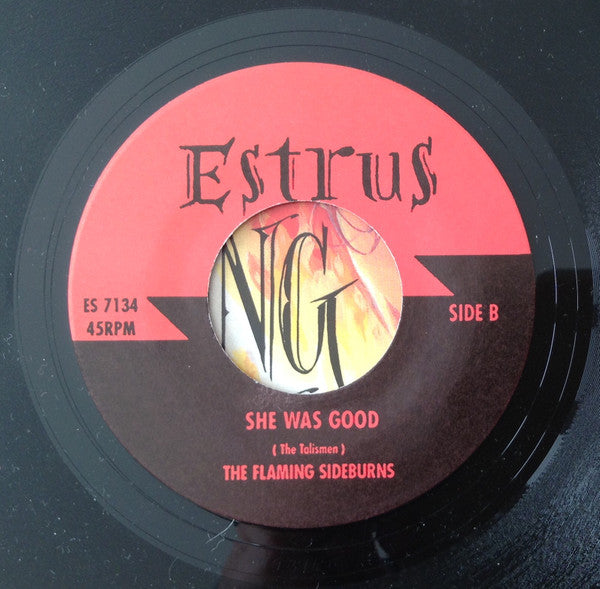 Estrus
NG
ES 7134
45RPM
SIDE B
SHE WAS GOOD
( The Talismen )
THE FLAMING SIDEBURNS